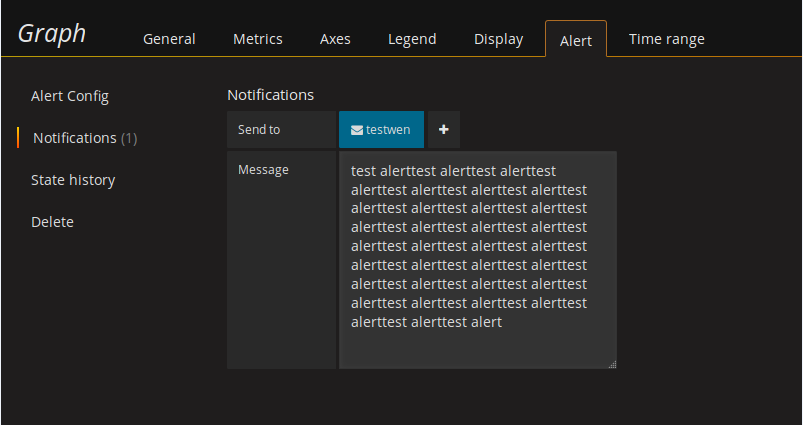 Graph General Metrics Axes Legend Display Alert Time range
Alert Config
Notifications (1)
State history
Delete
Notifications
Send to testwen +
Message
test alerttest alerttest alerttest
alerttest alerttest alerttest alerttest
alerttest alerttest alerttest alerttest
alerttest alerttest alerttest alerttest
alerttest alerttest alerttest alerttest
alerttest alerttest alerttest alerttest
alerttest alerttest alerttest alerttest
alerttest alerttest alerttest alerttest
alerttest alerttest alert